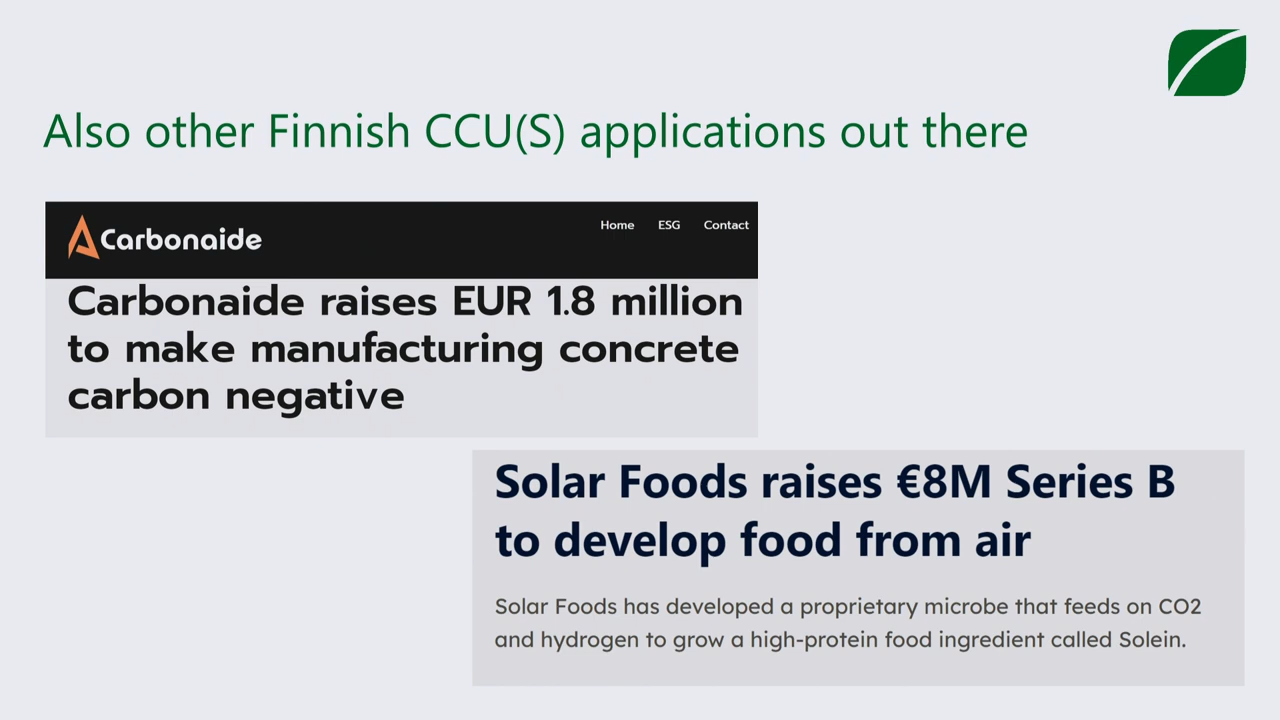 Also other Finnish CCU(S) applications out there
Carbonaide
Home ESG Contact
Carbonaide raises EUR 1.8 million
to make manufacturing concrete
carbon negative
Solar Foods raises €8M Series B
to develop food from air
Solar Foods has developed a proprietary microbe that feeds on CO2
and hydrogen to grow a high-protein food ingredient called Solein.